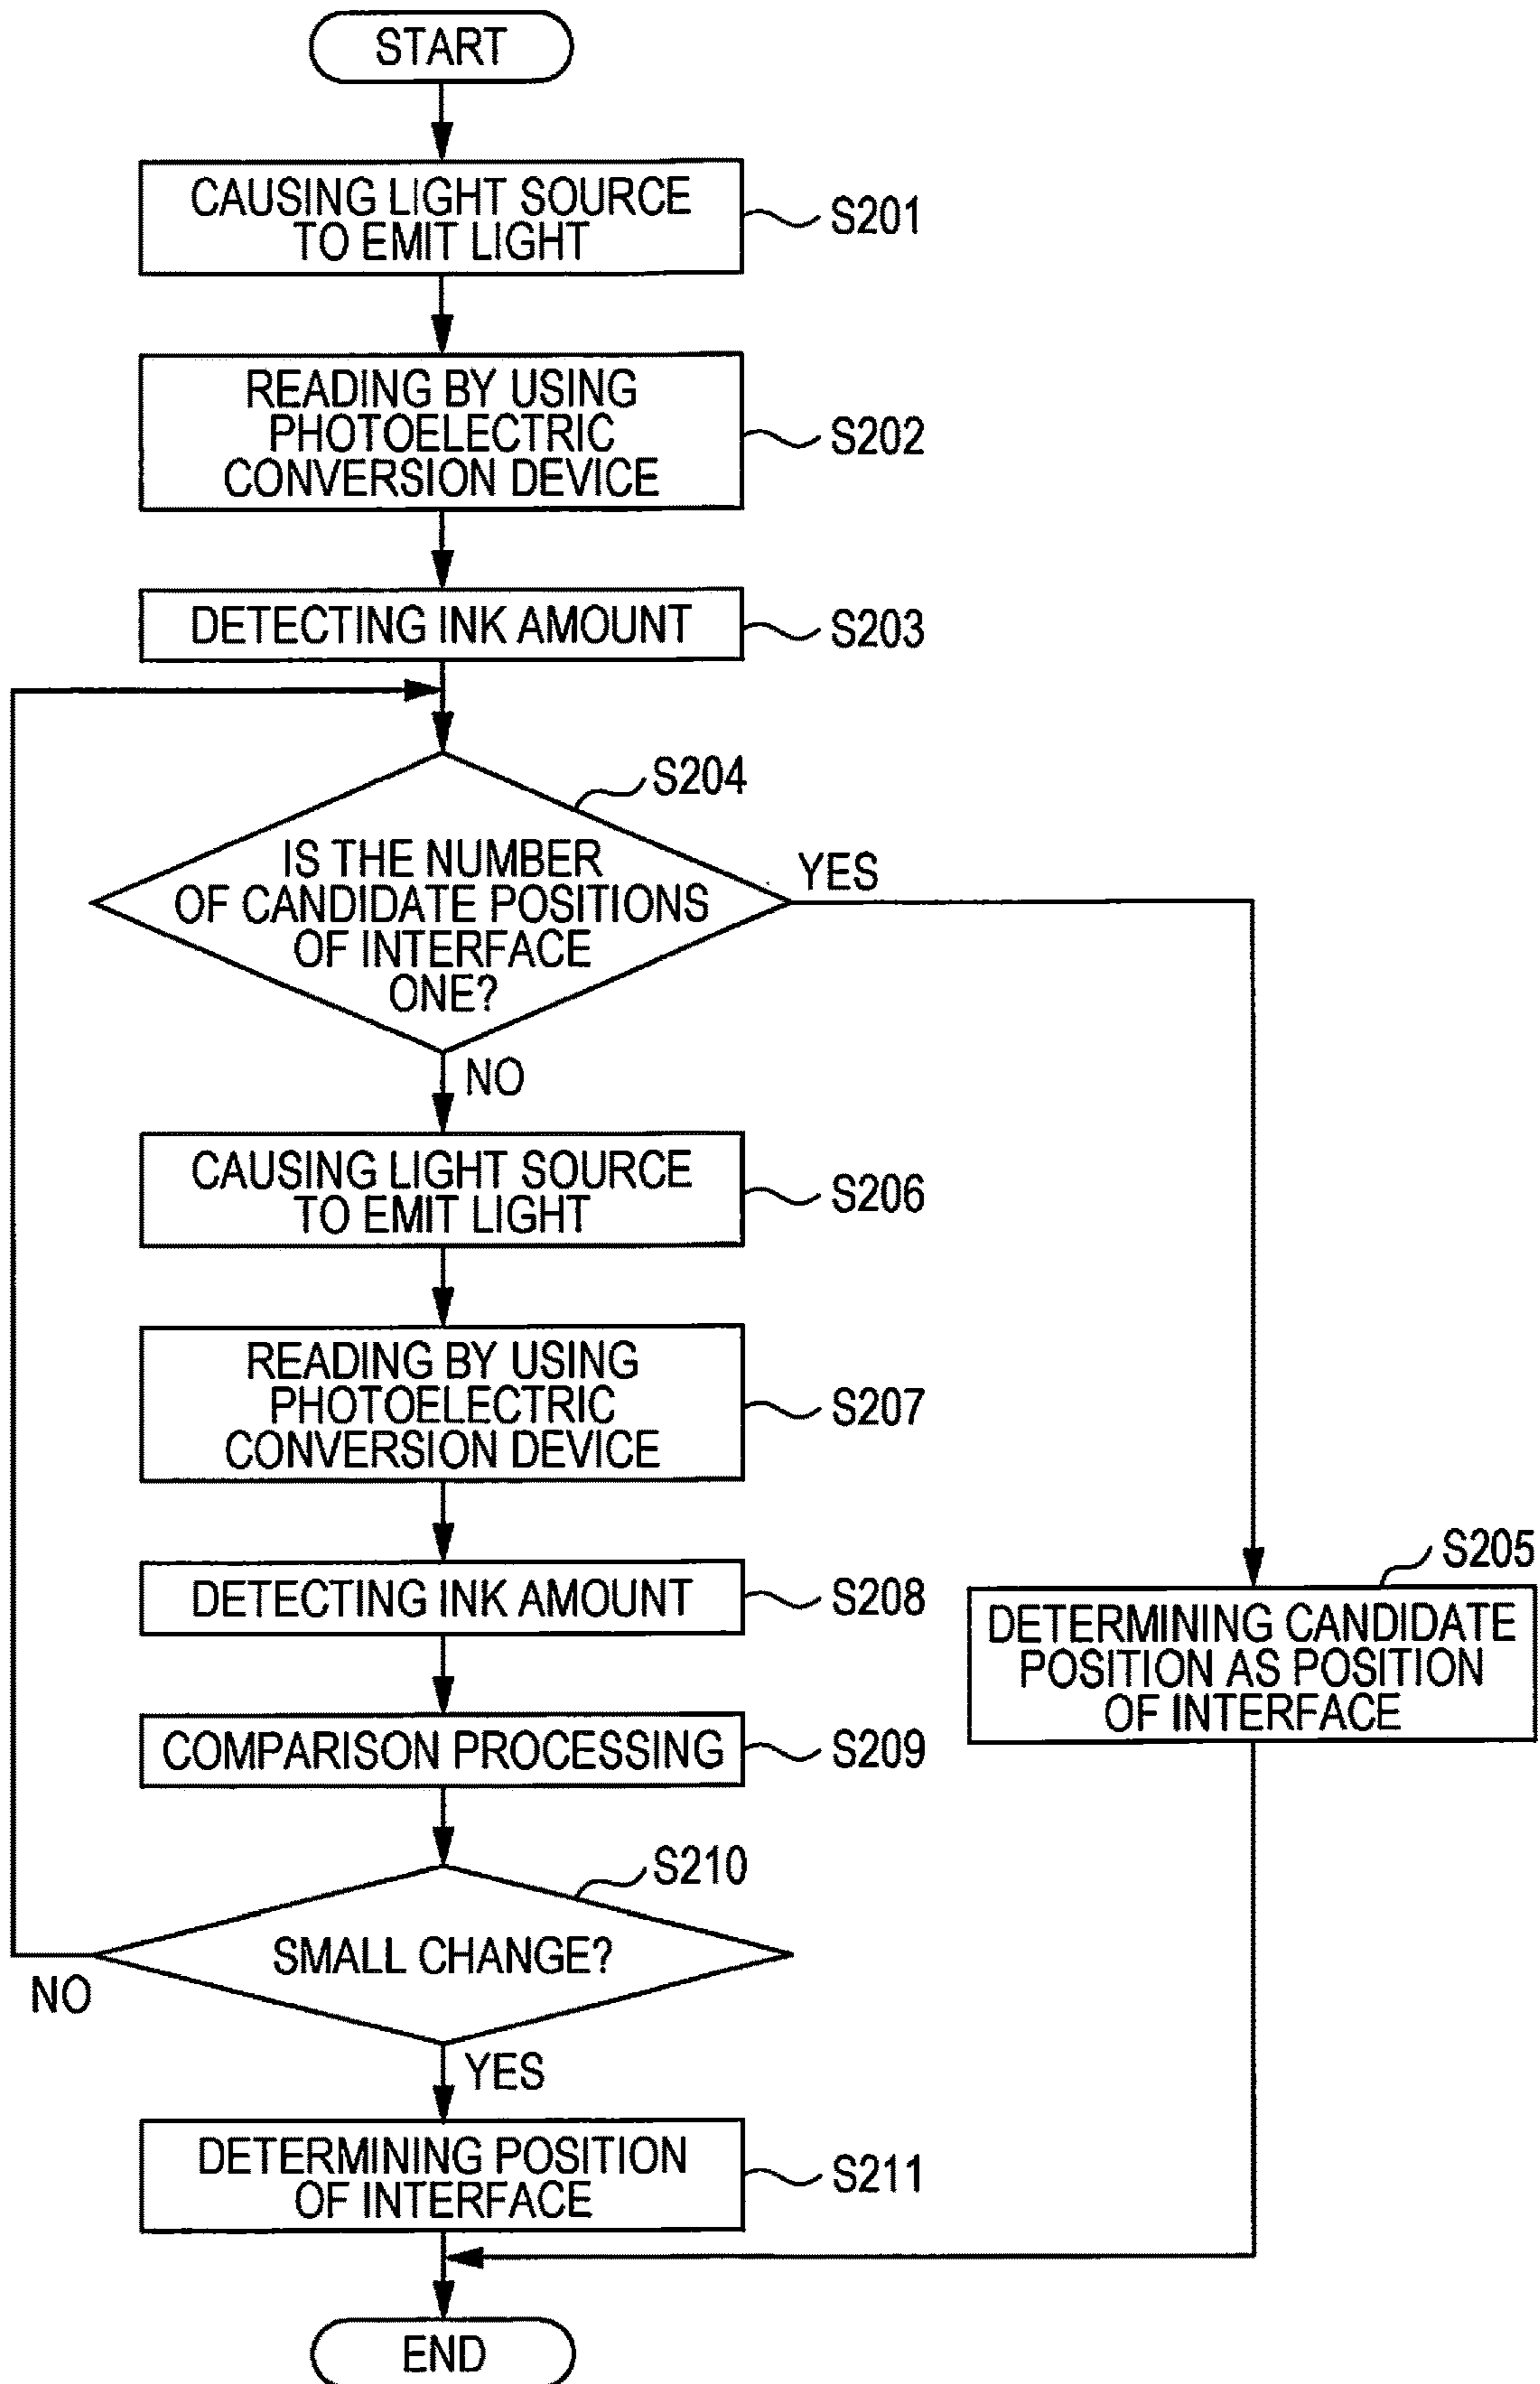 START
CAUSING LIGHT SOURCE
TO EMIT LIGHT
S201
READING BY USING
PHOTOELECTRIC
CONVERSION DEVICE
S202
DETECTING INK AMOUNT
S203
S204
IS THE NUMBER
OF CANDIDATE POSITIONS
OF INTERFACE
ONE?
YES
NO
CAUSING LIGHT SOURCE
TO EMIT LIGHT
S206
READING BY USING
PHOTOELECTRIC
CONVERSION DEVICE
S207
S205
DETERMINING CANDIDATE
POSITION AS POSITION
OF INTERFACE
DETECTING INK AMOUNT
S208
COMPARISON PROCESSING
S209
S210
SMALL CHANGE?
NO
YES
DETERMINING POSITION
OF INTERFACE
S211
END